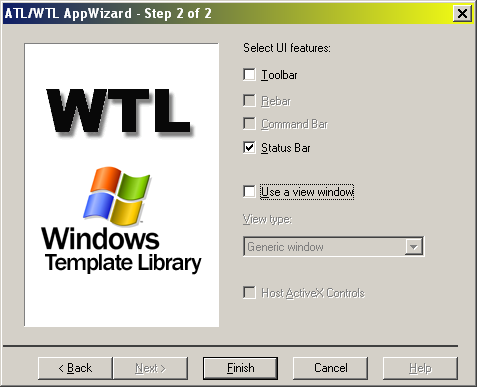 ATL/WTL AppWizard - Step 2 of 2
WTL
Windows
Template Library
Select UI features:
Toolbar
Rebar
Command Bar
Status Bar
Use a view window
View type:
Generic window
Host ActiveX Controls
< Back
Next >
Finish
Cancel
Help